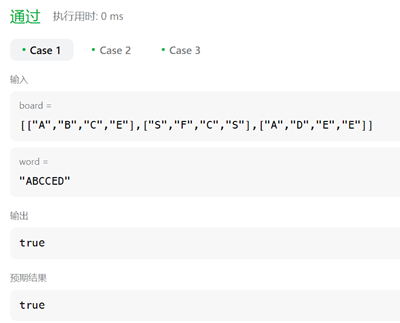 通过 执行用时: 0 ms
Case 1 Case 2 Case 3
输入
board =
[["A","B","C","E"],["S","F","C","S"],["A","D","E","E"]]
word =
"ABCCED"
输出
true
预期结果
true